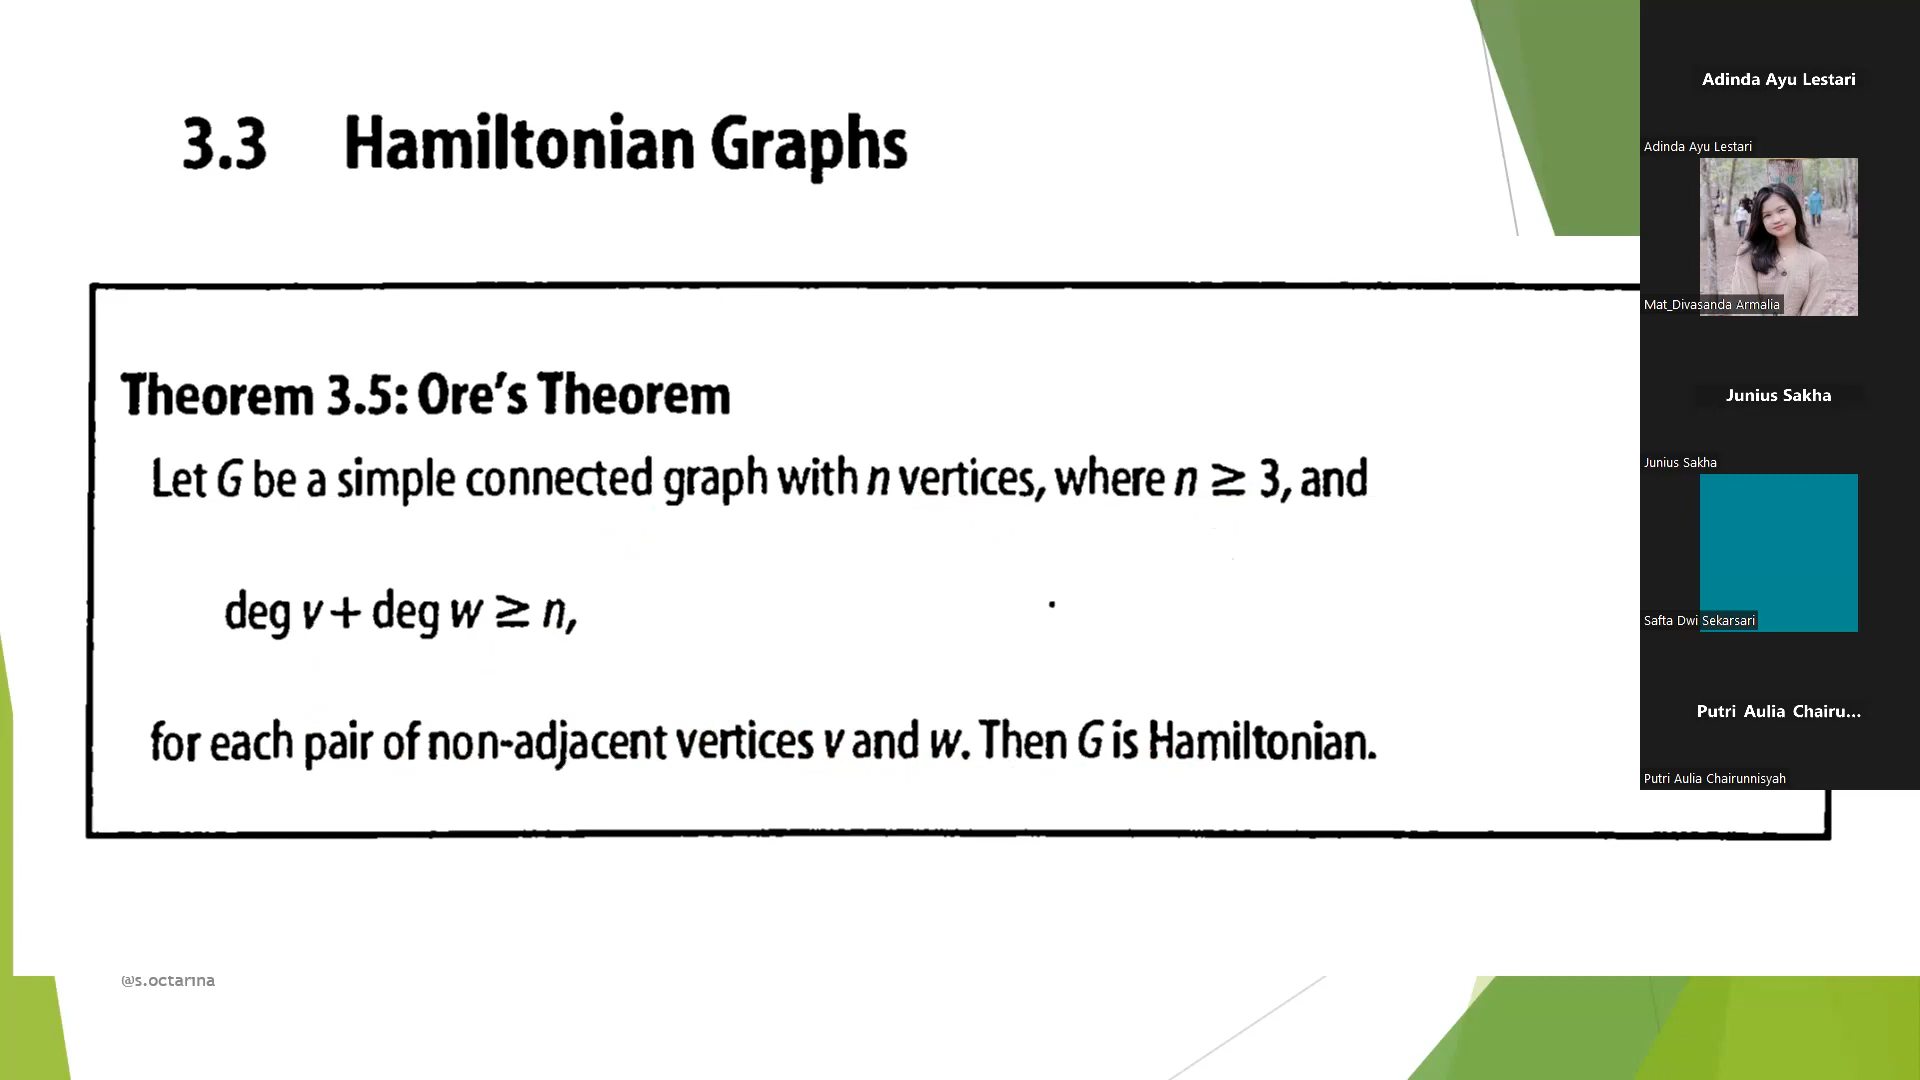 3.3 Hamiltonian Graphs
Theorem 3.5: Ore's Theorem
Let G be a simple connected graph with n vertices, where n ≥ 3, and
deg v + deg w ≥ n,
for each pair of non-adjacent vertices v and w. Then G is Hamiltonian.
@s.octarina
Adinda Ayu Lestari
Adinda Ayu Lestari
Mat_Divasanda Armalia
Junius Sakha
Junius Sakha
Safta Dwi Sekarsari
Putri Aulia Chairu...
Putri Aulia Chairunnisyah